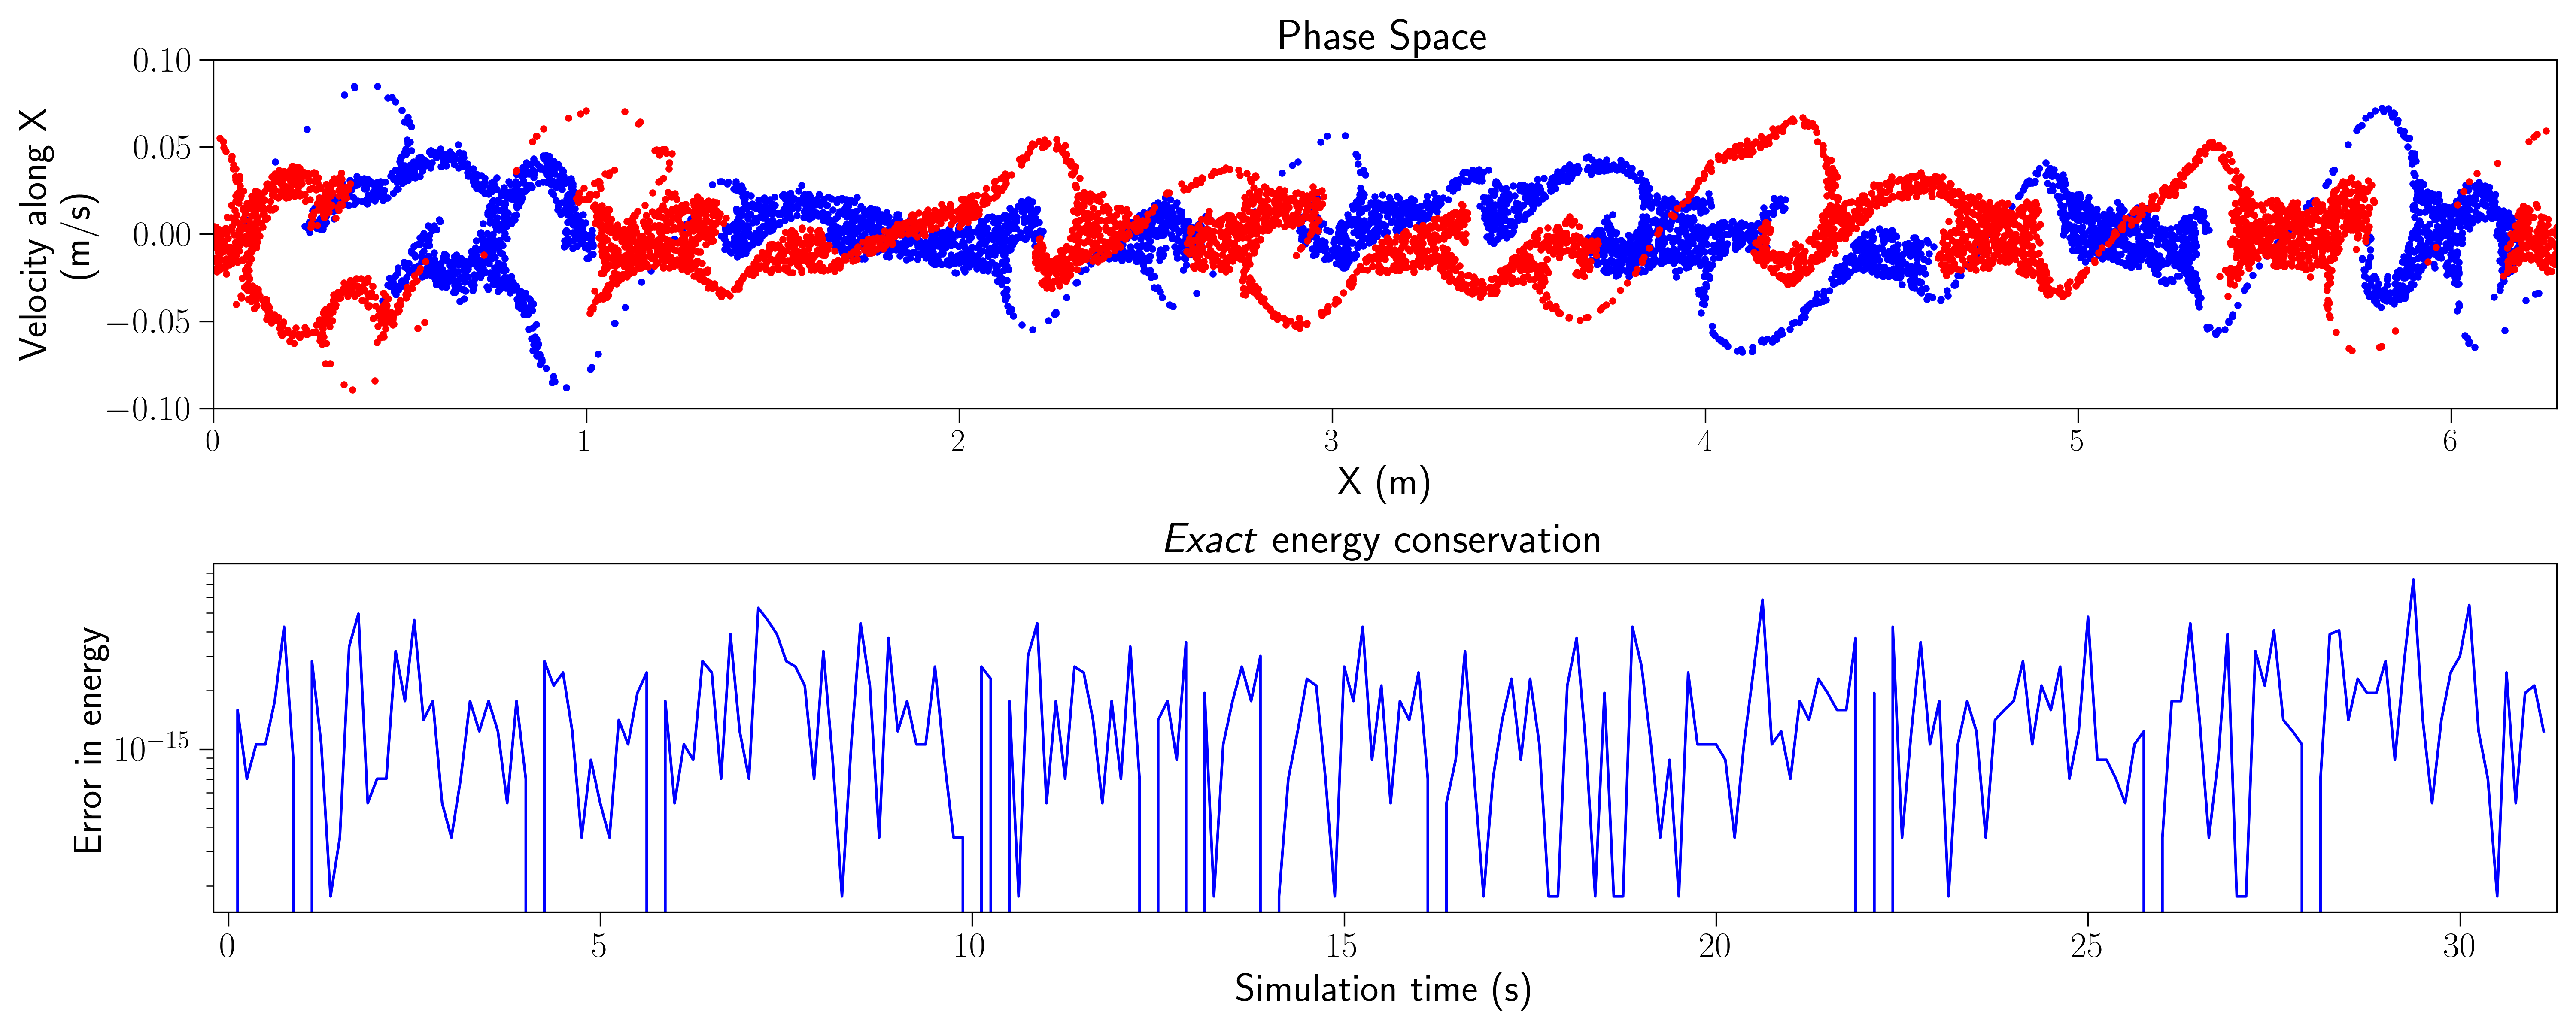 Phase Space
Velocity along X
(m/s)
0.10
0.05
0.00
−0.05
−0.10
0 1 2 3 4 5 6
X (m)
Exact energy conservation
Error in energy
10−15
0 5 10 15 20 25 30
Simulation time (s)